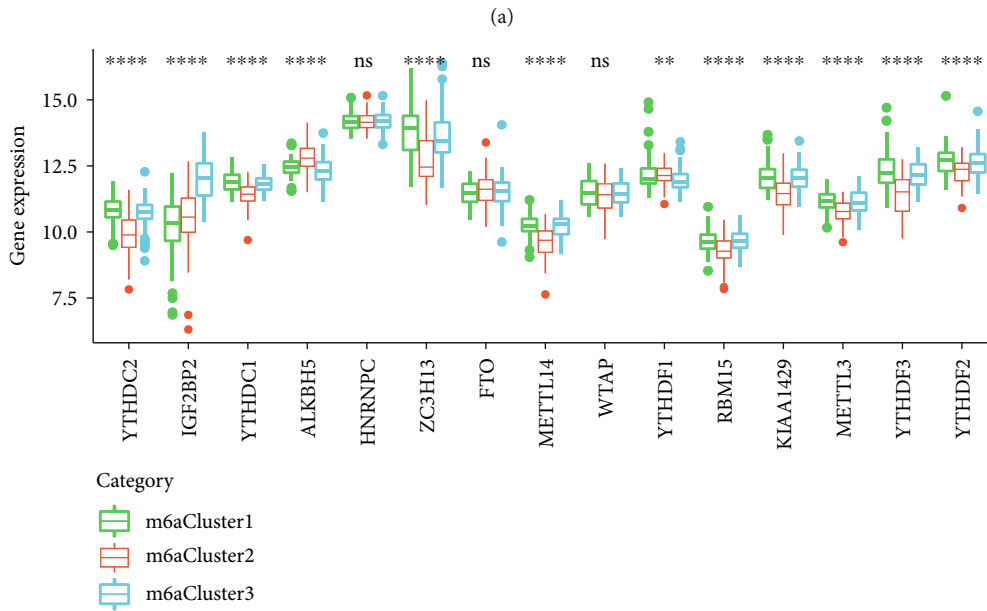 (a)
**** **** **** **** ns **** ns **** ns ** **** **** **** **** ****
15.0
12.5
10.0
7.5
Gene expression
YTHDC2
IGF2BP2
YTHDC1
ALKBH5
HNRNPC
ZC3H13
FTO
METTL14
WTAP
YTHDF1
RBM15
KIAA1429
METTL3
YTHDF3
YTHDF2
Category
m6aCluster1
m6aCluster2
m6aCluster3